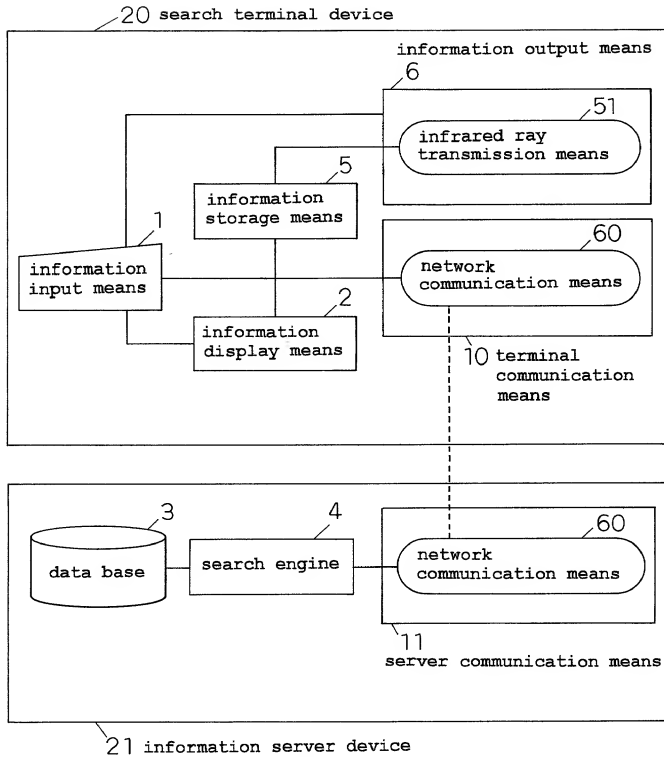 20 search terminal device
information output means
6
51
infrared ray
transmission means
5
information
storage means
1
information
input means
60
network
communication means
2
information
display means
10 terminal
communication
means
3
data base
4
search engine
60
network
communication means
11
server communication means
21 information server device